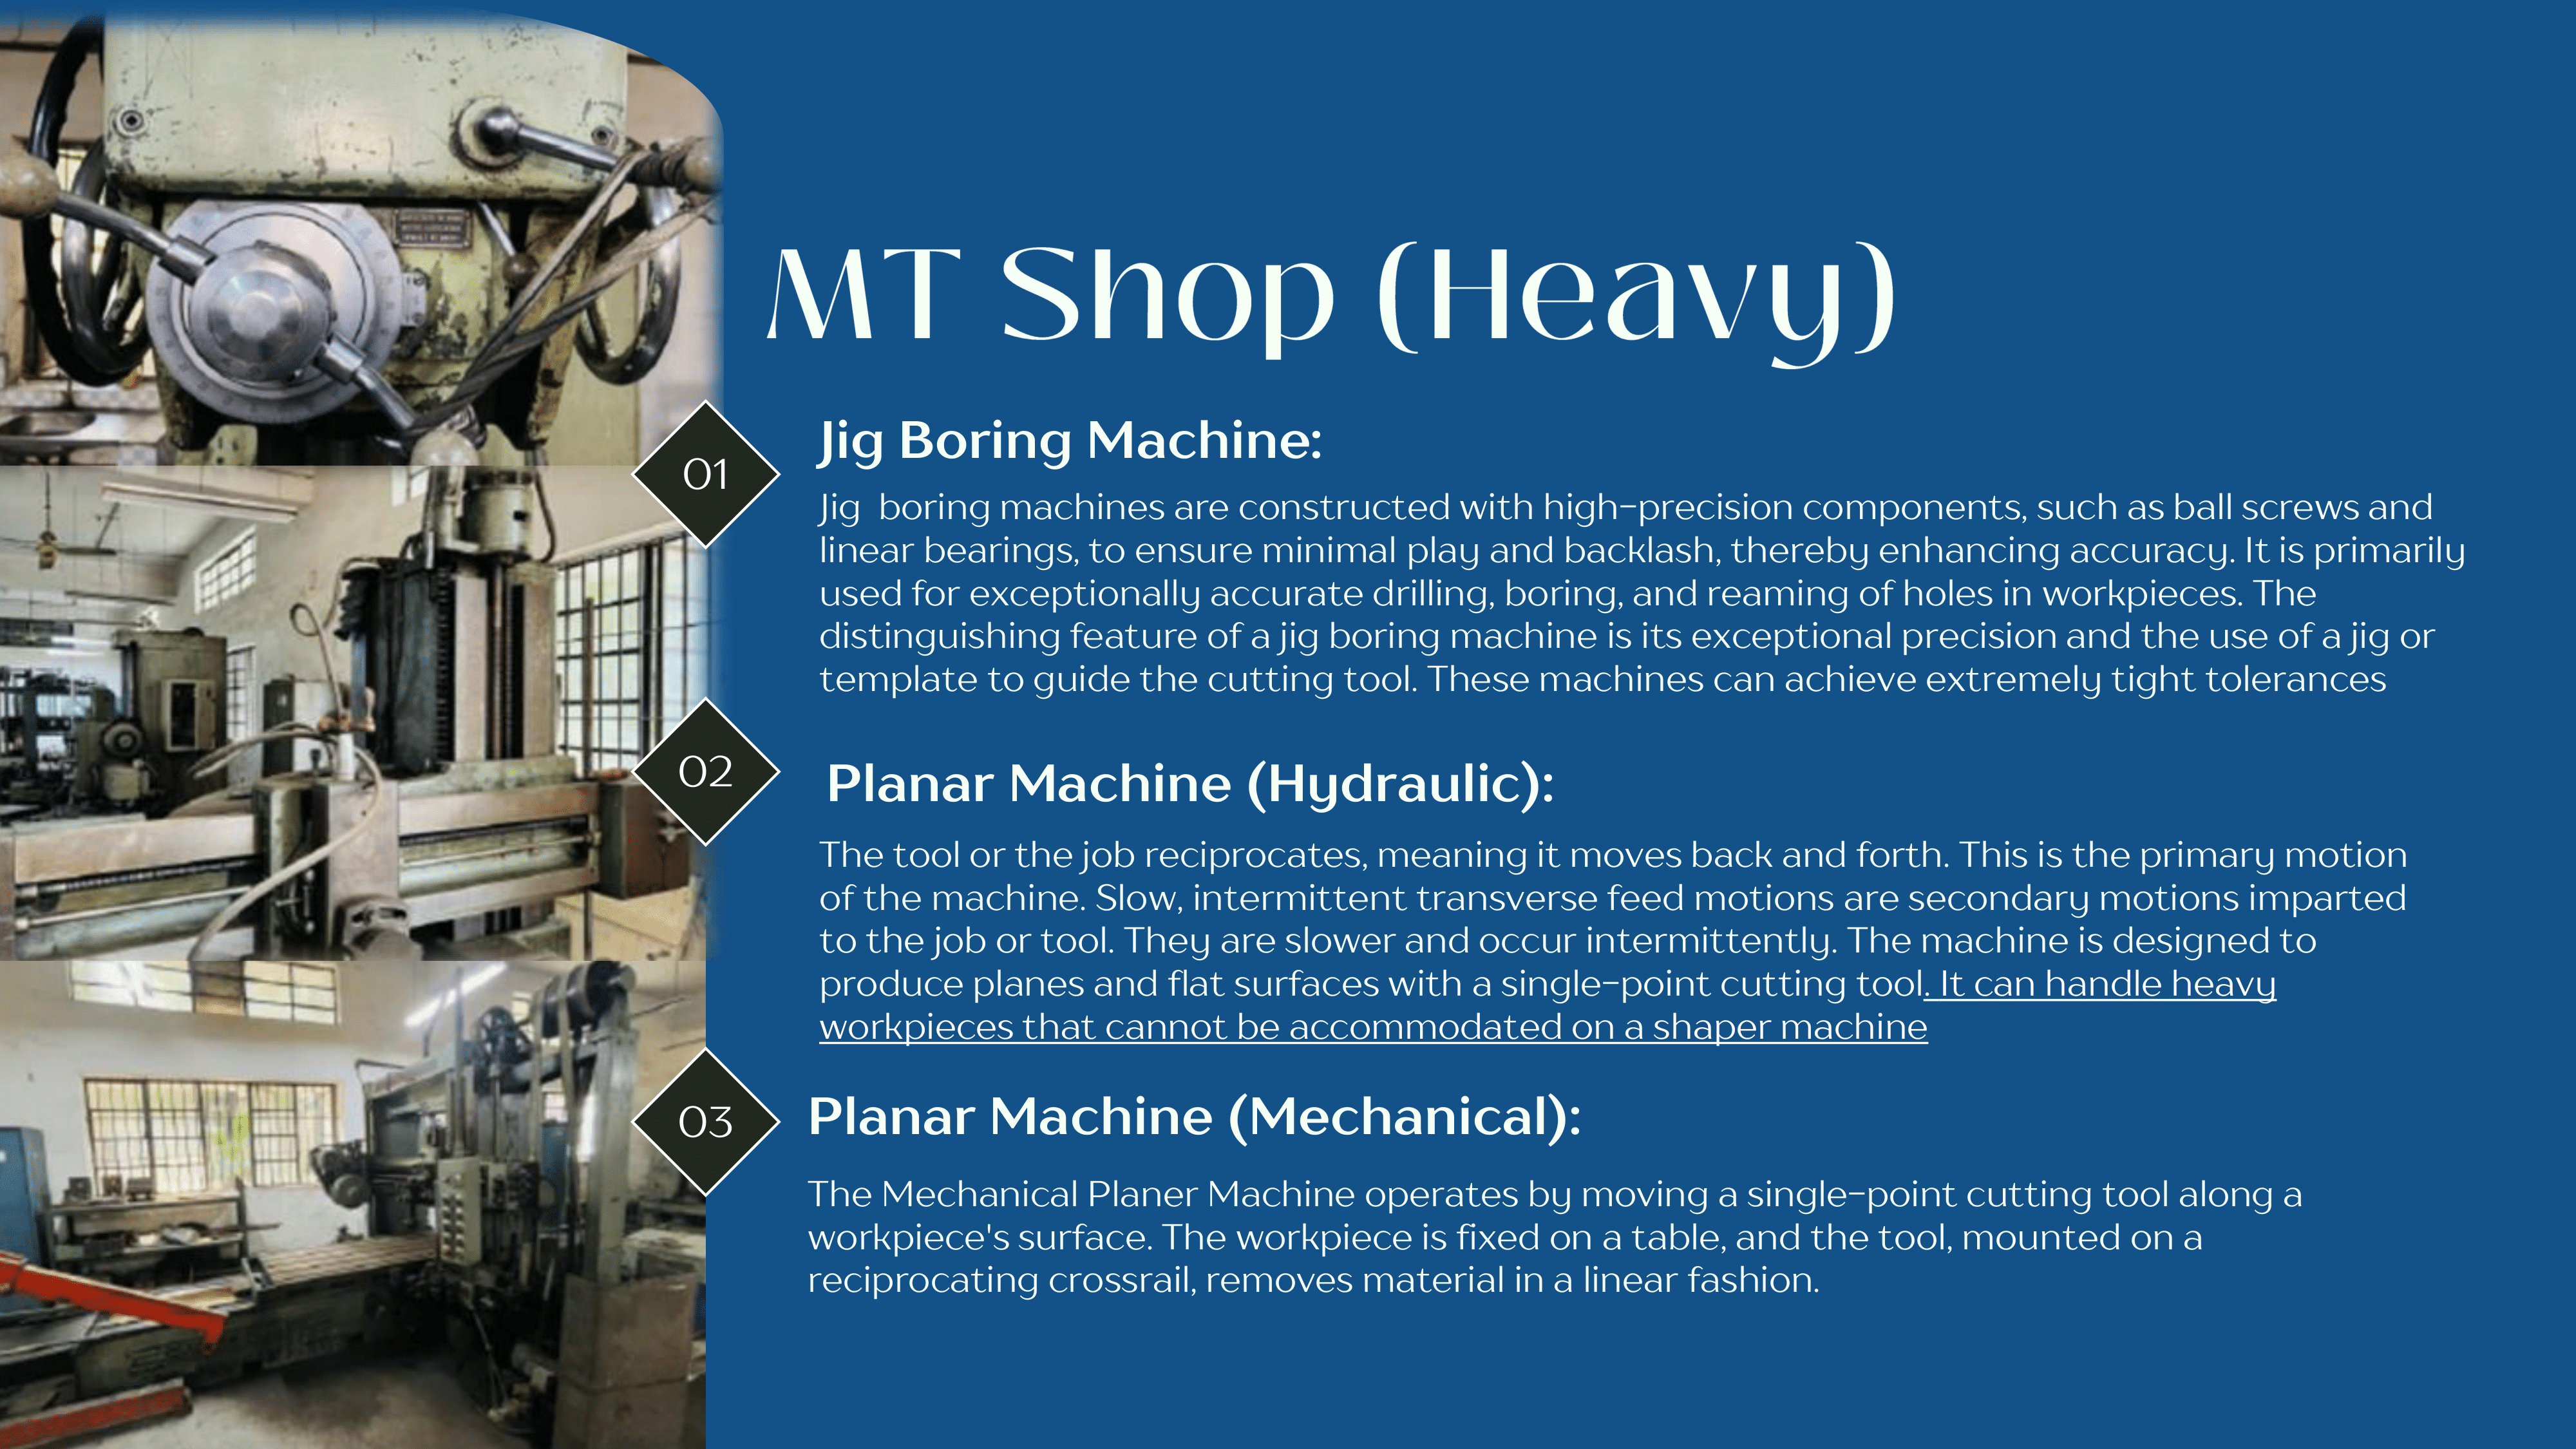 MT Shop (Heavy)
01
Jig Boring Machine:
Jig  boring machines are constructed with high-precision components, such as ball screws and
linear bearings, to ensure minimal play and backlash, thereby enhancing accuracy. It is primarily
used for exceptionally accurate drilling, boring, and reaming of holes in workpieces. The
distinguishing feature of a jig boring machine is its exceptional precision and the use of a jig or
template to guide the cutting tool. These machines can achieve extremely tight tolerances
02
Planar Machine (Hydraulic):
The tool or the job reciprocates, meaning it moves back and forth. This is the primary motion
of the machine. Slow, intermittent transverse feed motions are secondary motions imparted
to the job or tool. They are slower and occur intermittently. The machine is designed to
produce planes and flat surfaces with a single-point cutting tool. It can handle heavy
workpieces that cannot be accommodated on a shaper machine
03
Planar Machine (Mechanical):
The Mechanical Planer Machine operates by moving a single-point cutting tool along a
workpiece's surface. The workpiece is fixed on a table, and the tool, mounted on a
reciprocating crossrail, removes material in a linear fashion.